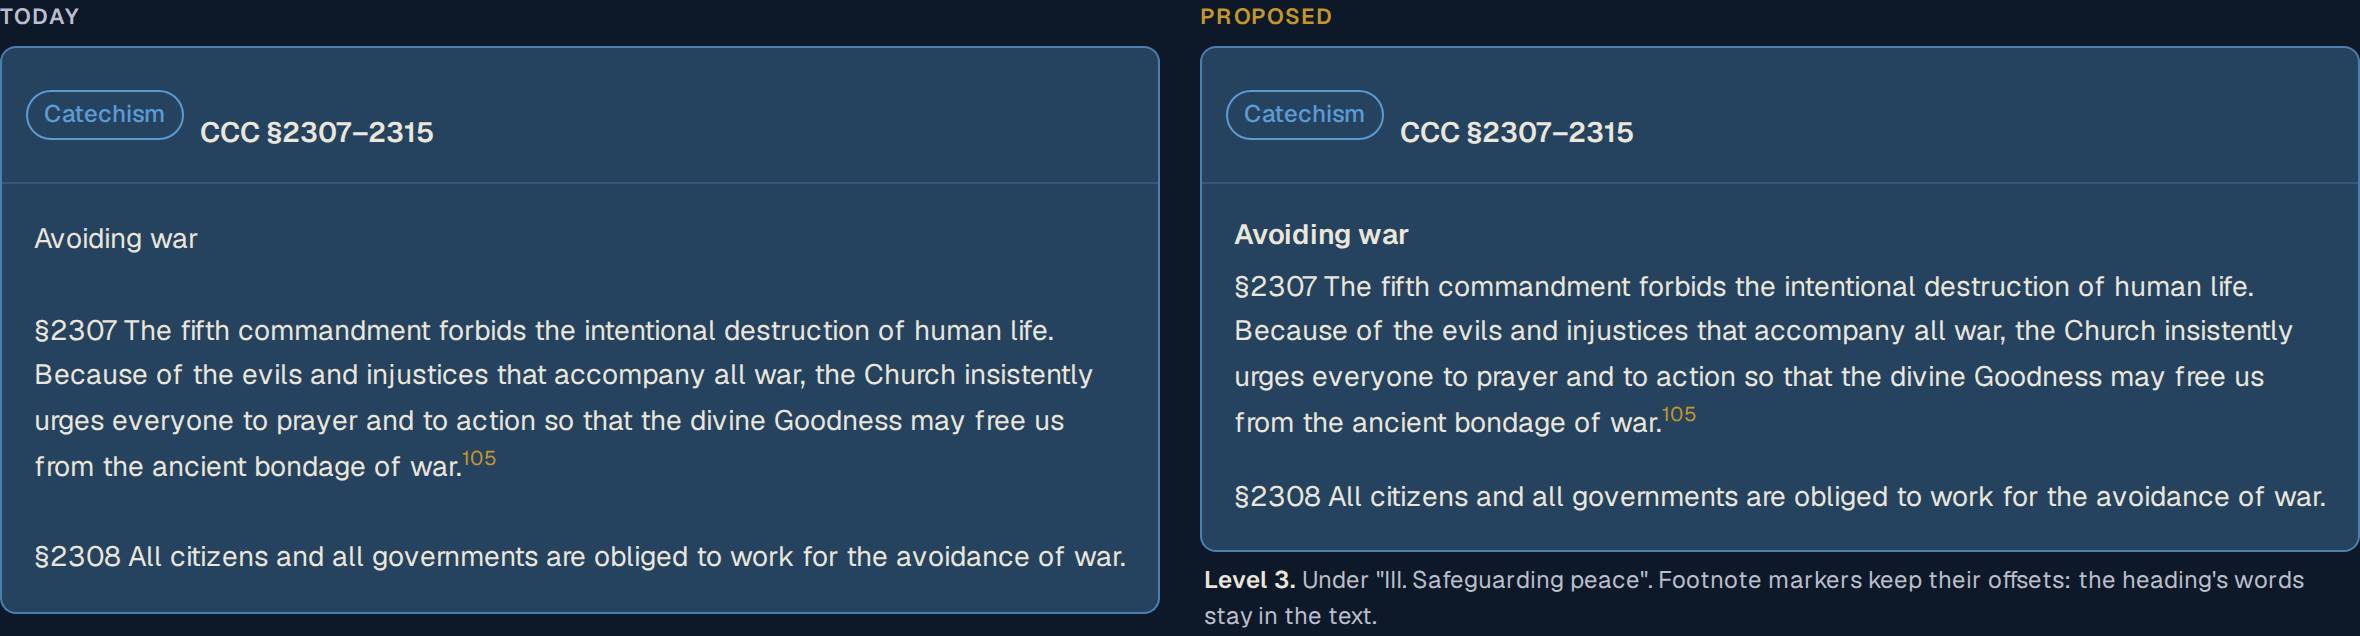 TODAY
Catechism
CCC §2307–2315
Avoiding war
§2307 The fifth commandment forbids the intentional destruction of human life.
Because of the evils and injustices that accompany all war, the Church insistently
urges everyone to prayer and to action so that the divine Goodness may free us
from the ancient bondage of war.105
§2308 All citizens and all governments are obliged to work for the avoidance of war.
PROPOSED
Catechism
CCC §2307–2315
Avoiding war
§2307 The fifth commandment forbids the intentional destruction of human life.
Because of the evils and injustices that accompany all war, the Church insistently
urges everyone to prayer and to action so that the divine Goodness may free us
from the ancient bondage of war.105
§2308 All citizens and all governments are obliged to work for the avoidance of war.
Level 3. Under "III. Safeguarding peace". Footnote markers keep their offsets: the heading's words
stay in the text.